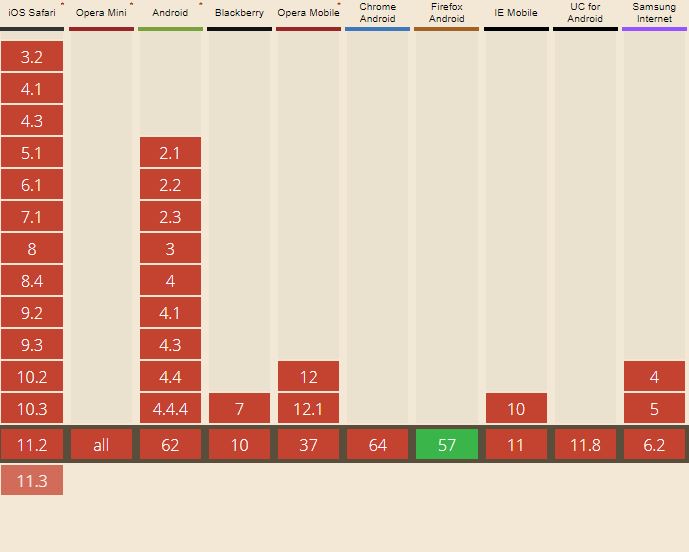 iOS Safari * Opera Mini * Android * Blackberry Opera Mobile * Chrome Android Firefox Android IE Mobile UC for Android Samsung Internet
3.2
4.1
4.3
5.1 2.1
6.1 2.2
7.1 2.3
8 3
8.4 4
9.2 4.1
9.3 4.3
10.2 4.4 12 4
10.3 4.4.4 7 12.1 10 5
11.2 all 62 10 37 64 57 11 11.8 6.2
11.3